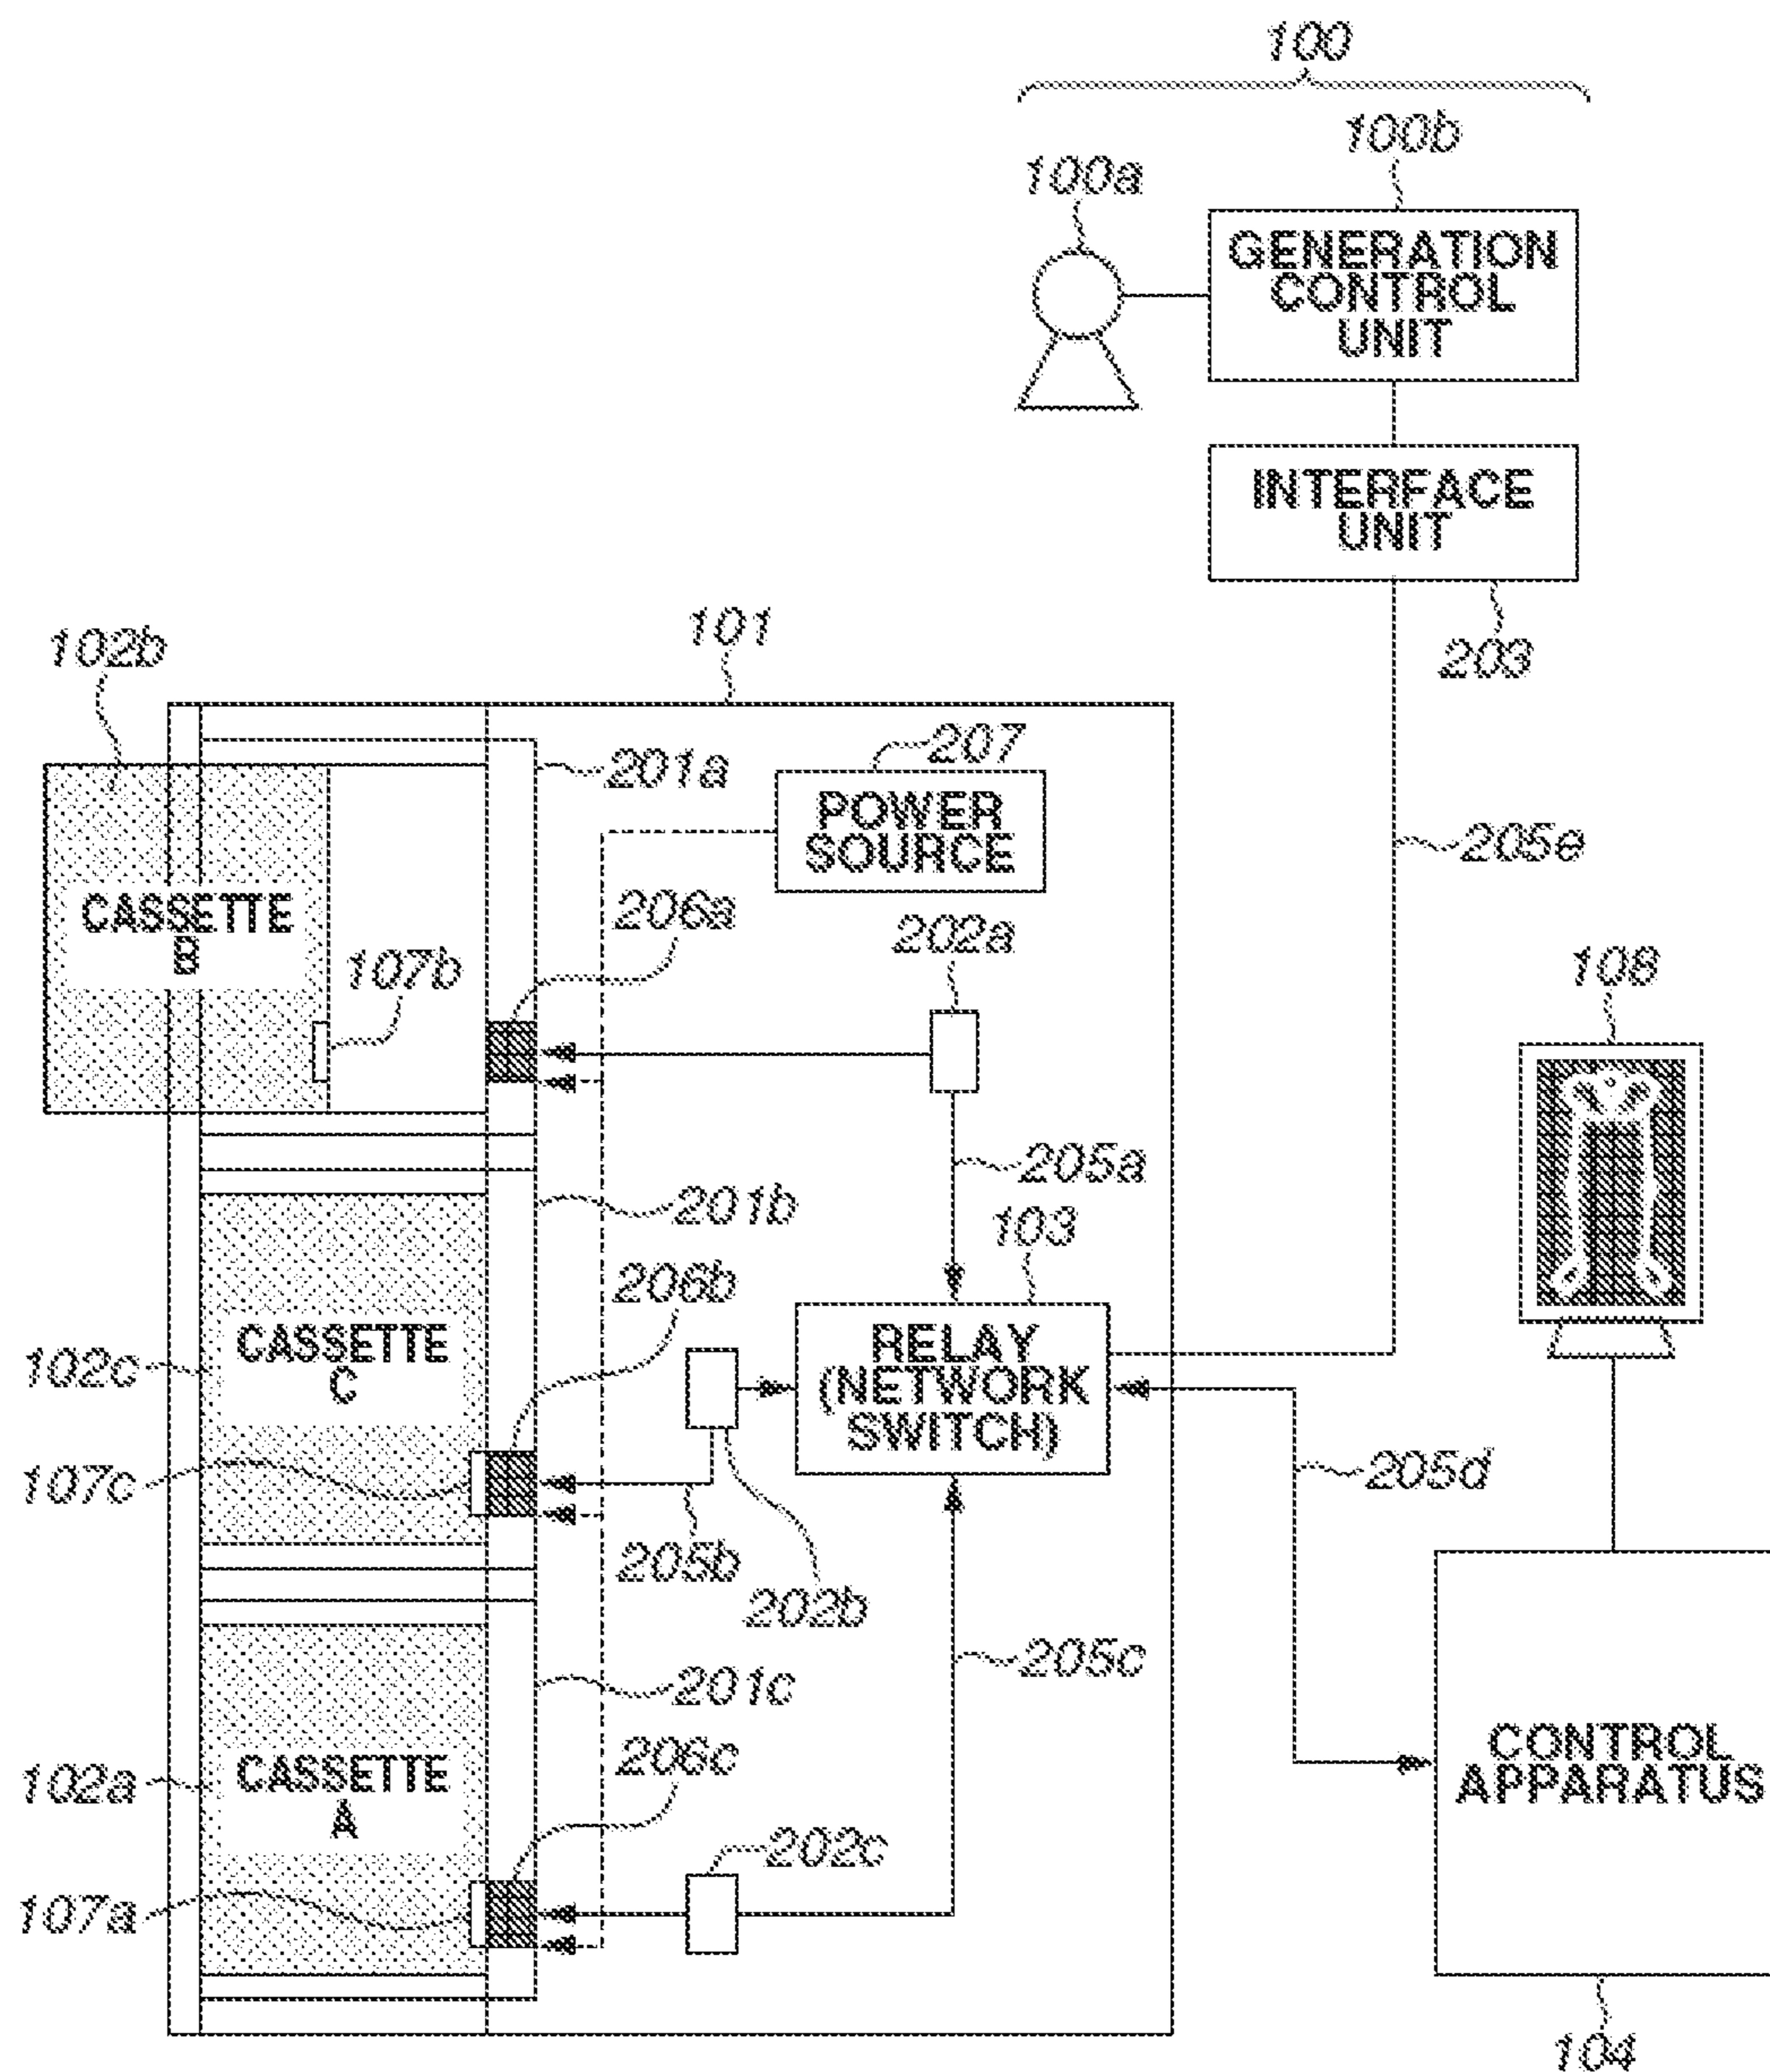 100
100b
100a
GENERATION
CONTROL
UNIT
INTERFACE
UNIT
203
101
102b
201a
207
POWER
SOURCE
205e
CASSETTE
B
206a
202a
107b
108
205a
201b
103
206b
RELAY
(NETWORK
SWITCH)
CASSETTE
C
102c
107c
205d
205b
202b
205c
201c
CONTROL
APPARATUS
102a
CASSETTE
A
206c
202c
107a
104